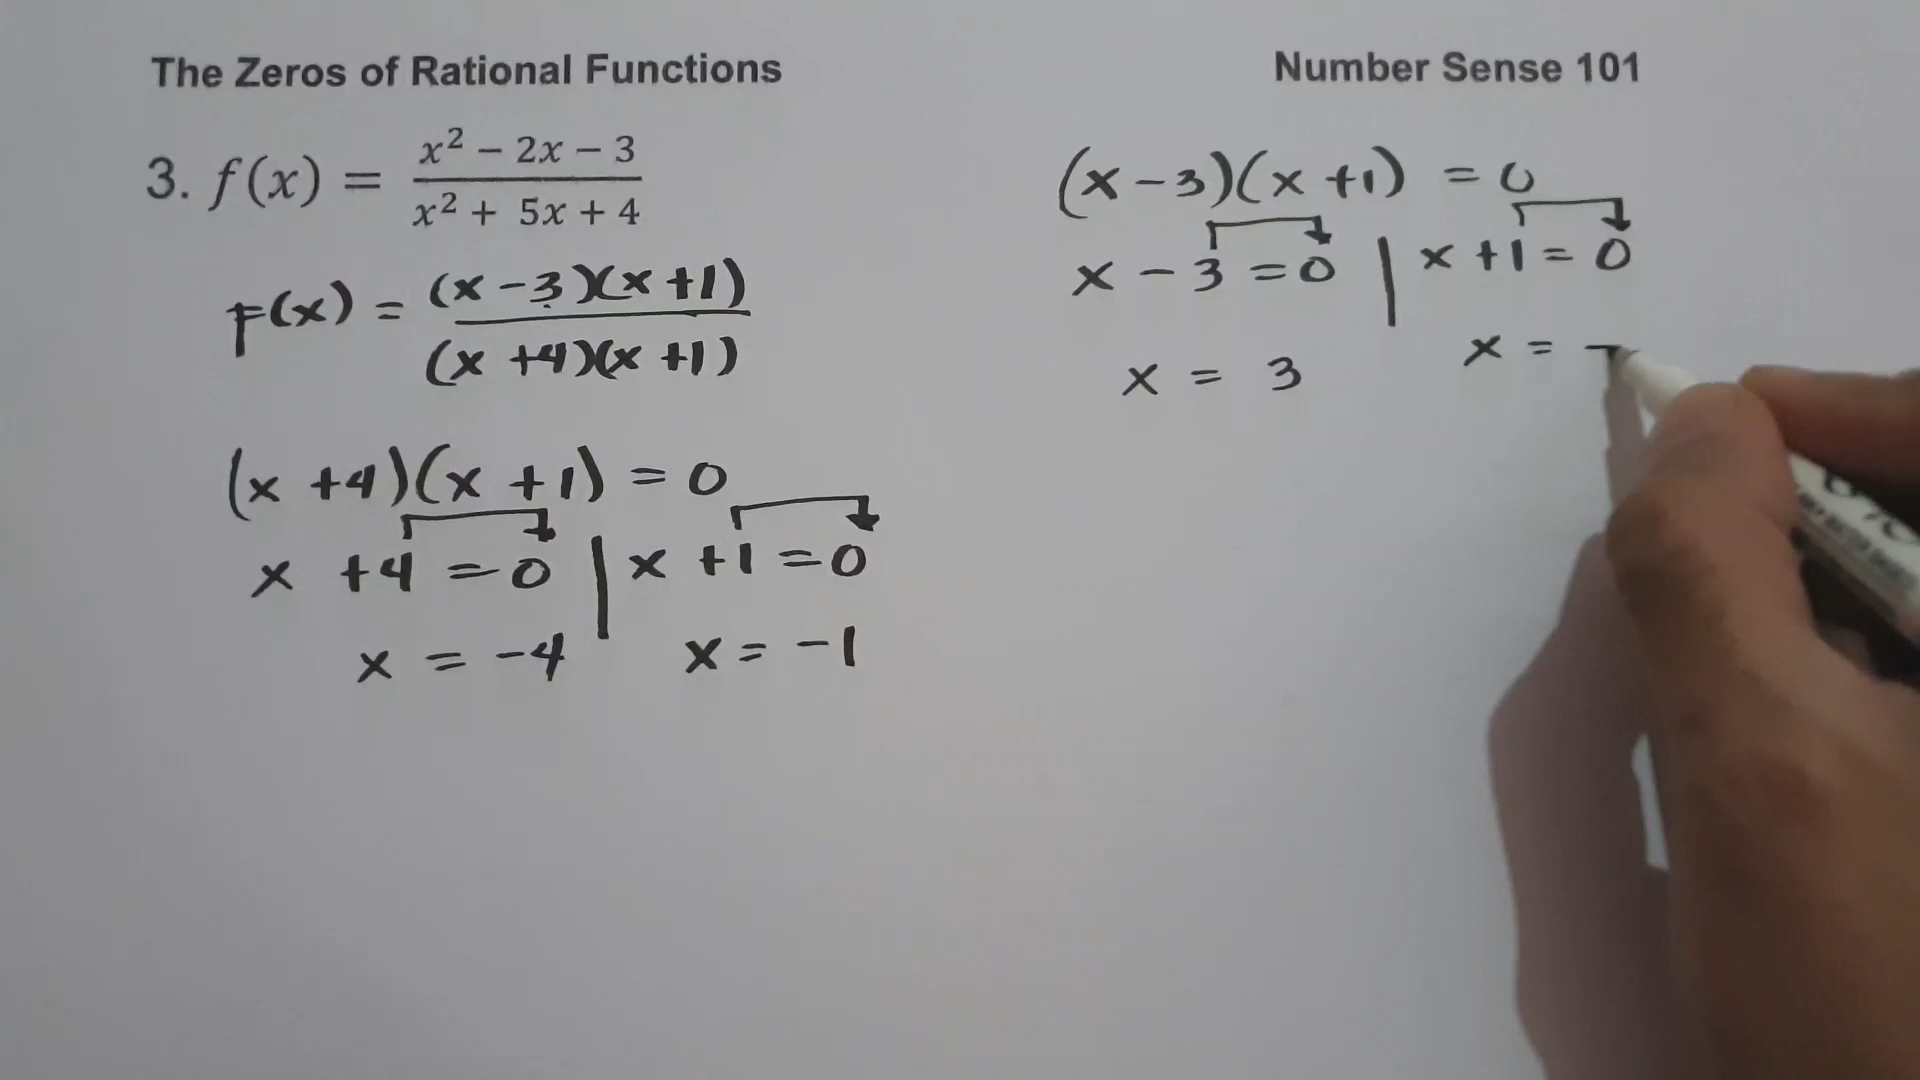 The Zeros of Rational Functions
Number Sense 101
3. f(x) = x² − 2x − 3 / x² + 5x + 4
F(x) = (x - 3)(x + 1) / (x + 4)(x + 1)
(x + 4)(x + 1) = 0
x + 4 = 0 | x + 1 = 0
x = -4 x = -1
(x - 3)(x + 1) = 0
x - 3 = 0 | x + 1 = 0
x = 3 x = -